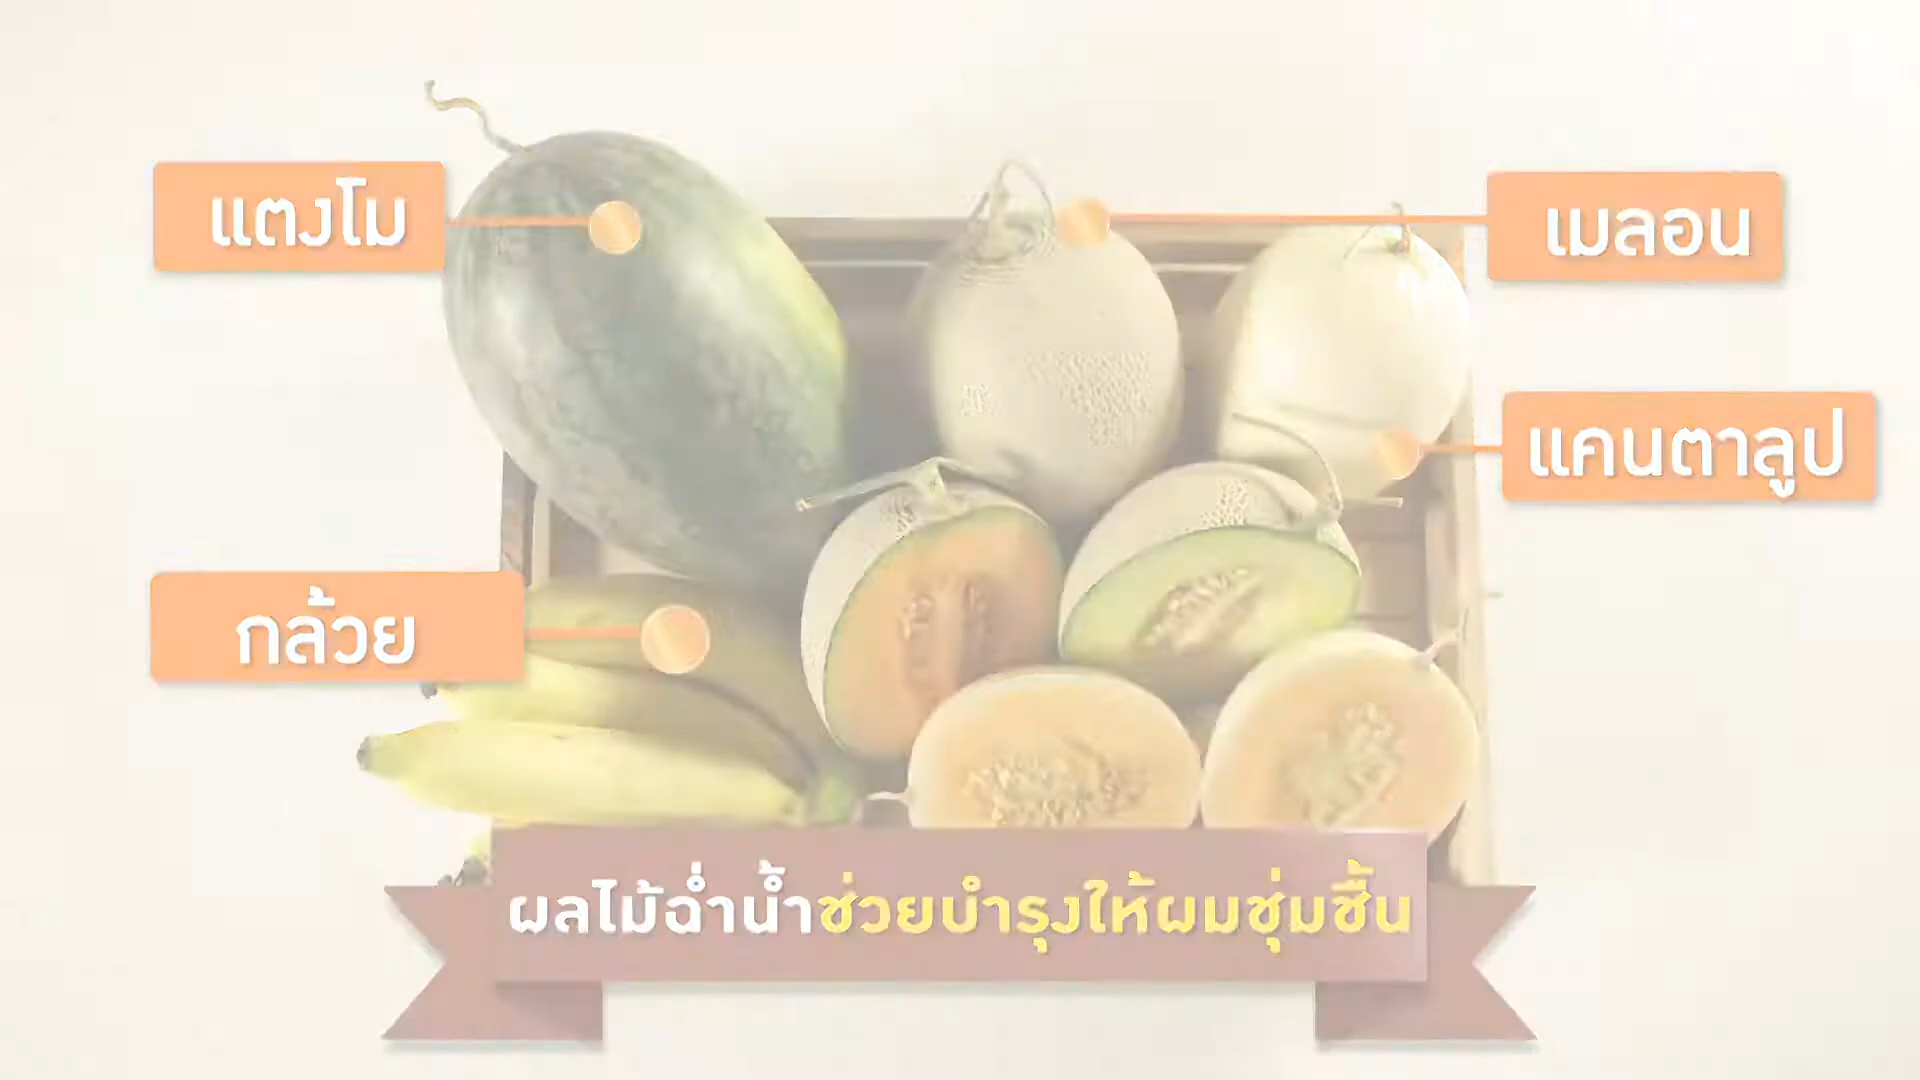 แตงโม
เมลอน
แคนตาลูป
กล้วย
ผลไม้ฉ่ำน้ำช่วยบำรุงให้ผมชุ่มชื้น